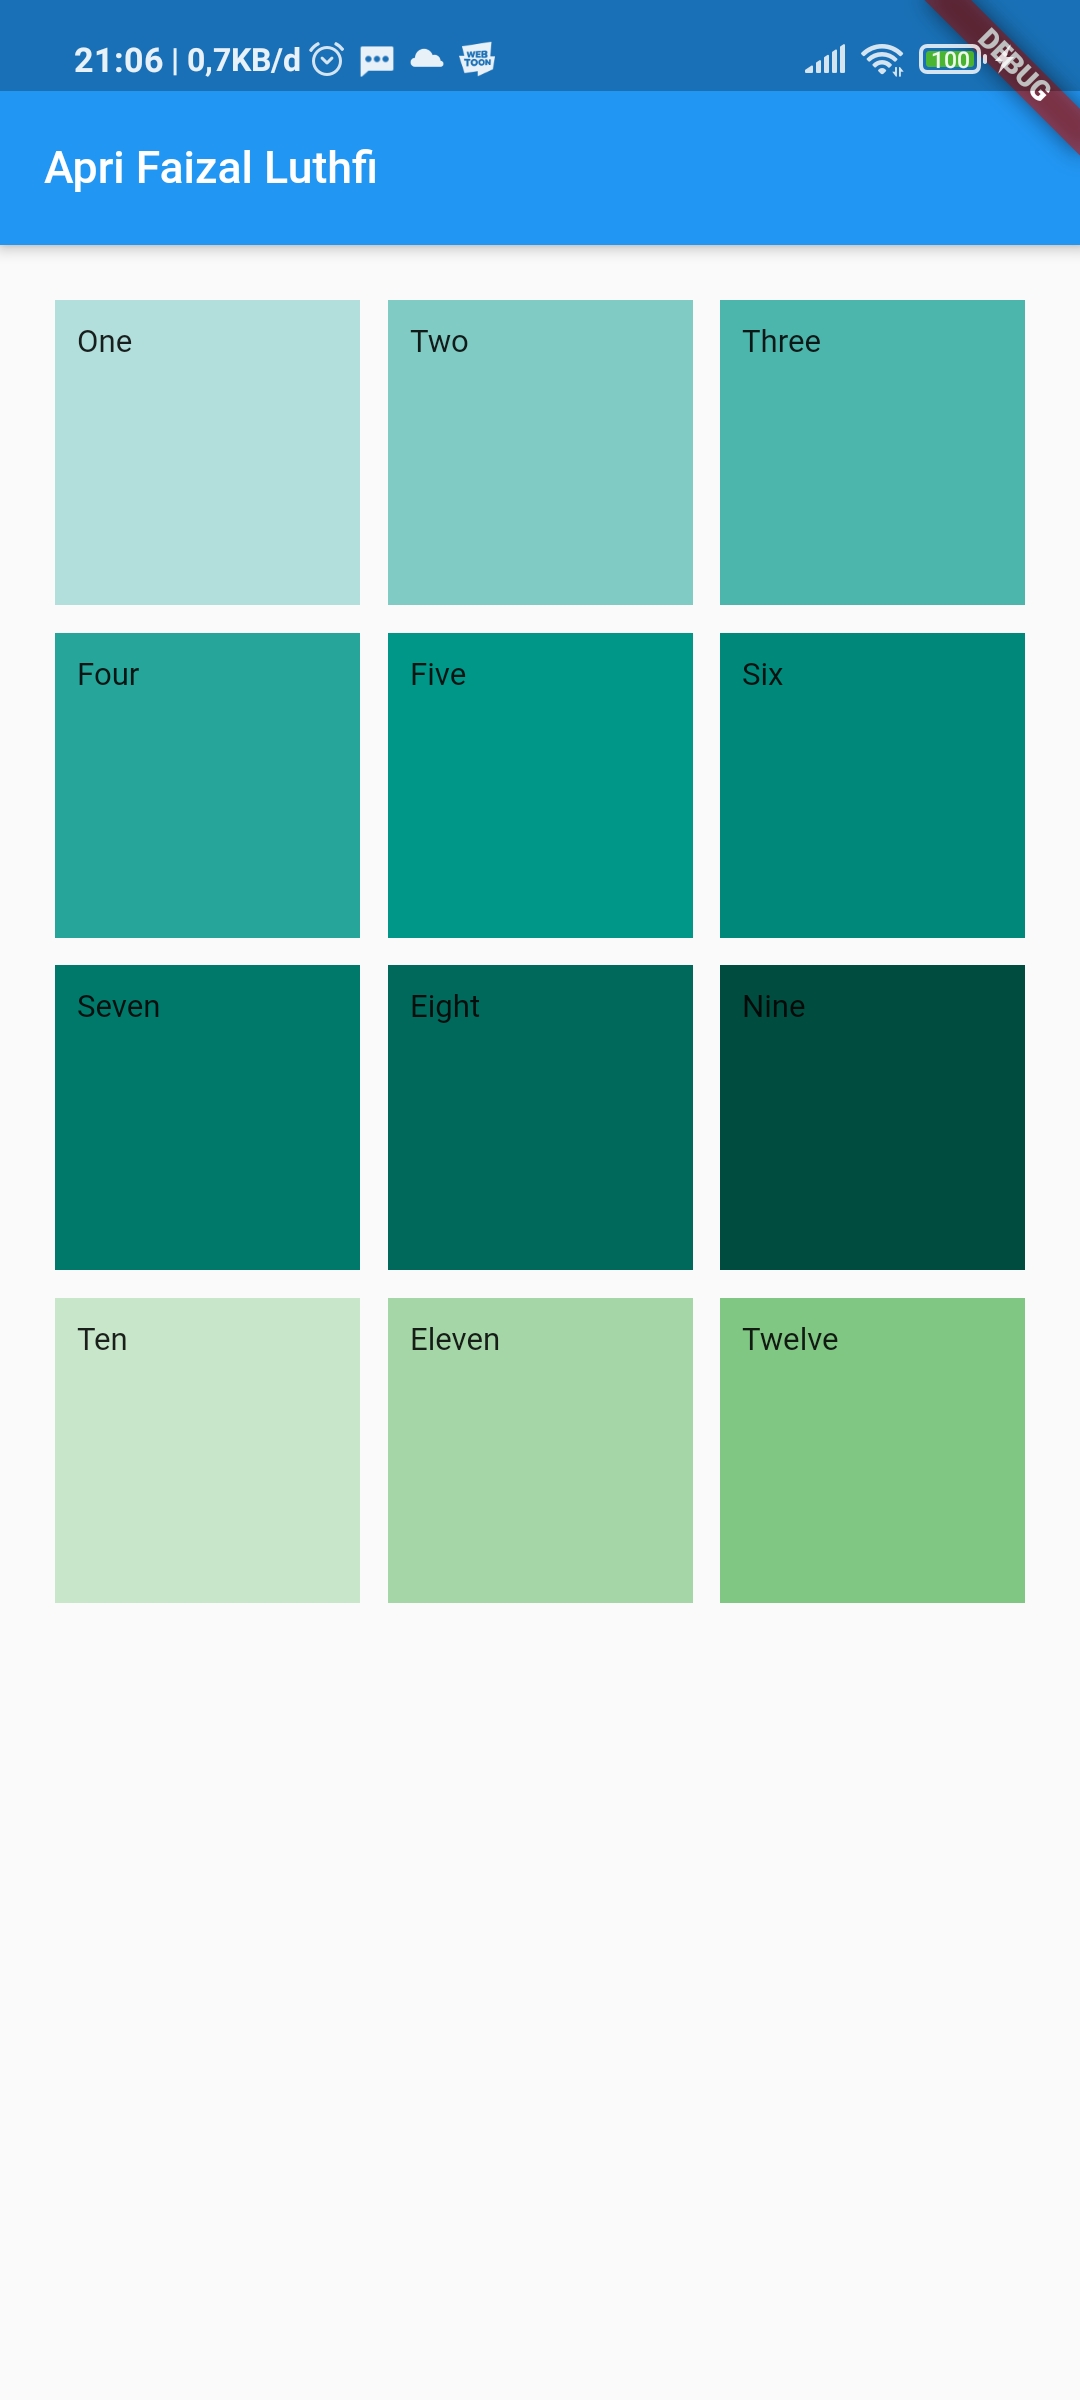 21:06 | 0,7KB/d WEB TOON 100
DEBUG
Apri Faizal Luthfi
One Two Three
Four Five Six
Seven Eight Nine
Ten Eleven Twelve